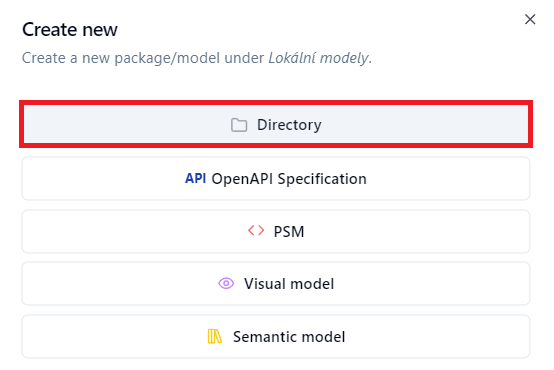 Create new
Create a new package/model under Lokální modely.
Directory
API OpenAPI Specification
PSM
Visual model
Semantic model